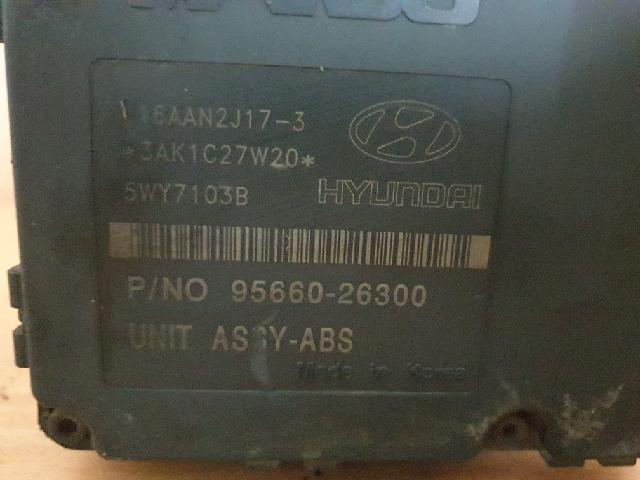 16AAN2J17-3
*3AK1C27W20*
5WY7103B
HYUNDAI
P/NO 95660-26300
UNIT ASSY-ABS
Made in Korea